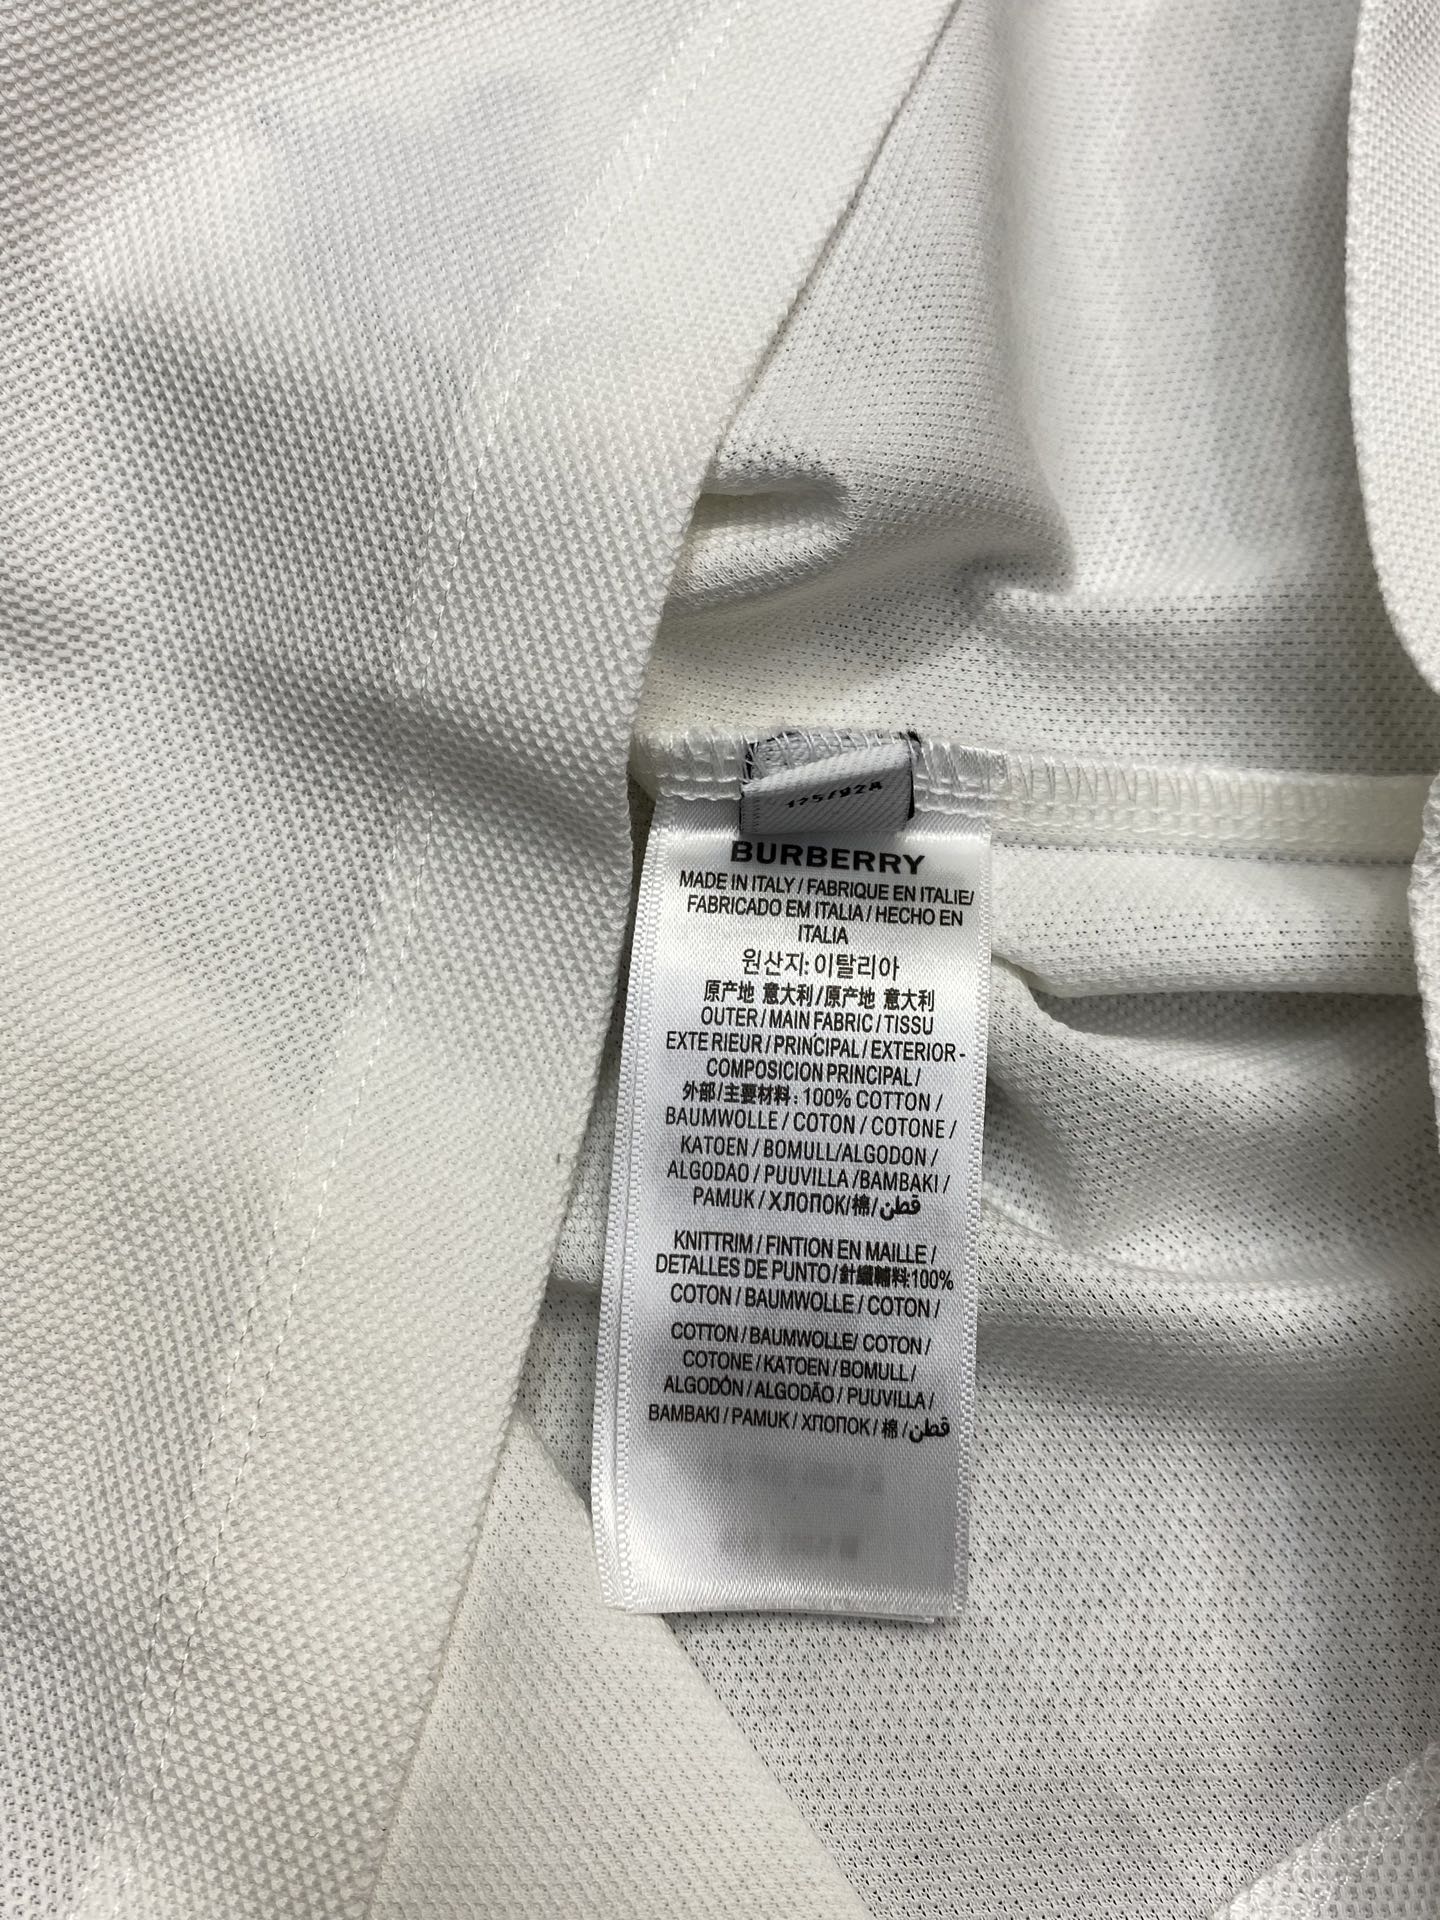 175/92A
BURBERRY
MADE IN ITALY / FABRIQUE EN ITALIE/
FABRICADO EM ITALIA / HECHO EN
ITALIA
원산지: 이탈리아
原产地 意大利/原产地 意大利
OUTER / MAIN FABRIC / TISSU
EXTE RIEUR / PRINCIPAL / EXTERIOR -
COMPOSICION PRINCIPAL /
外部/主要材料: 100% COTTON /
BAUMWOLLE / COTON / COTONE /
KATOEN / BOMULL/ALGODON /
ALGODAO / PUUVILLA /BAMBAKI /
PAMUK / ХЛОПОК/棉/قطن
KNITTRIM / FINTION EN MAILLE /
DETALLES DE PUNTO/針織輔料:100%
COTON / BAUMWOLLE / COTON /
COTTON / BAUMWOLLE/ COTON /
COTONE / KATOEN / BOMULL /
ALGODÓN / ALGODÃO / PUUVILLA /
BAMBAKI / PAMUK / ХЛОПОК / 棉 / قطن